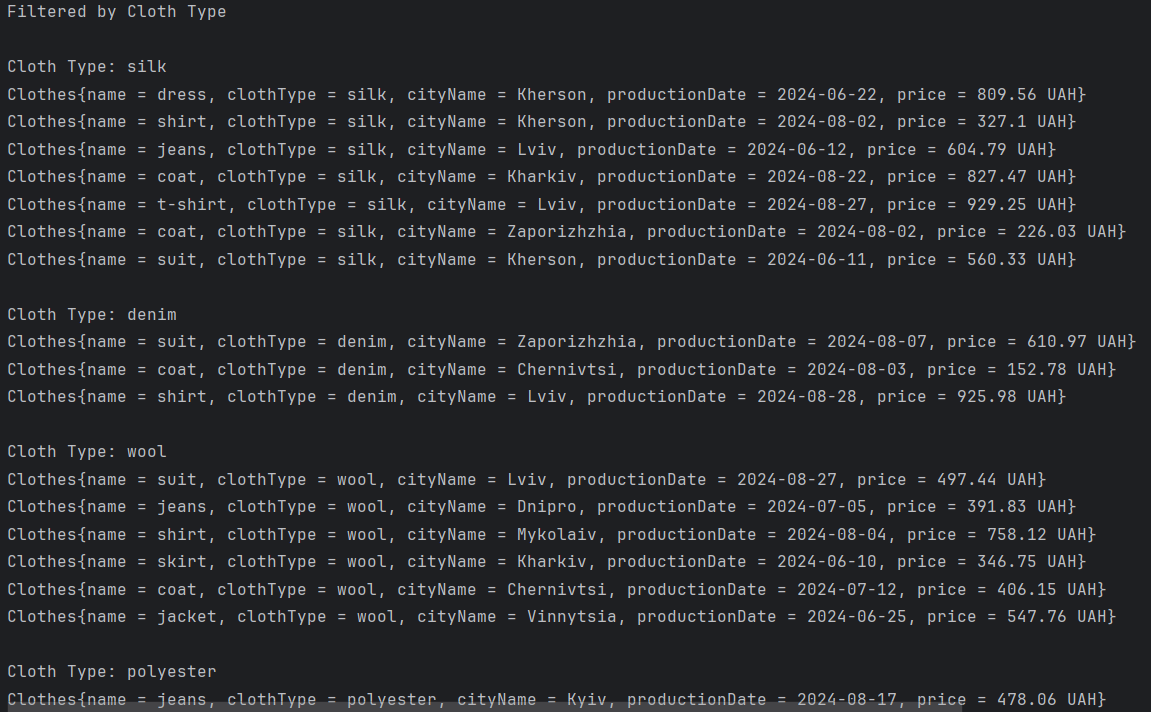 Filtered by Cloth Type
Cloth Type: silk
Clothes{name = dress, clothType = silk, cityName = Kherson, productionDate = 2024-06-22, price = 809.56 UAH}
Clothes{name = shirt, clothType = silk, cityName = Kherson, productionDate = 2024-08-02, price = 327.1 UAH}
Clothes{name = jeans, clothType = silk, cityName = Lviv, productionDate = 2024-06-12, price = 604.79 UAH}
Clothes{name = coat, clothType = silk, cityName = Kharkiv, productionDate = 2024-08-22, price = 827.47 UAH}
Clothes{name = t-shirt, clothType = silk, cityName = Lviv, productionDate = 2024-08-27, price = 929.25 UAH}
Clothes{name = coat, clothType = silk, cityName = Zaporizhzhia, productionDate = 2024-08-02, price = 226.03 UAH}
Clothes{name = suit, clothType = silk, cityName = Kherson, productionDate = 2024-06-11, price = 560.33 UAH}
Cloth Type: denim
Clothes{name = suit, clothType = denim, cityName = Zaporizhzhia, productionDate = 2024-08-07, price = 610.97 UAH}
Clothes{name = coat, clothType = denim, cityName = Chernivtsi, productionDate = 2024-08-03, price = 152.78 UAH}
Clothes{name = shirt, clothType = denim, cityName = Lviv, productionDate = 2024-08-28, price = 925.98 UAH}
Cloth Type: wool
Clothes{name = suit, clothType = wool, cityName = Lviv, productionDate = 2024-08-27, price = 497.44 UAH}
Clothes{name = jeans, clothType = wool, cityName = Dnipro, productionDate = 2024-07-05, price = 391.83 UAH}
Clothes{name = shirt, clothType = wool, cityName = Mykolaiv, productionDate = 2024-08-04, price = 758.12 UAH}
Clothes{name = skirt, clothType = wool, cityName = Kharkiv, productionDate = 2024-06-10, price = 346.75 UAH}
Clothes{name = coat, clothType = wool, cityName = Chernivtsi, productionDate = 2024-07-12, price = 406.15 UAH}
Clothes{name = jacket, clothType = wool, cityName = Vinnytsia, productionDate = 2024-06-25, price = 547.76 UAH}
Cloth Type: polyester
Clothes{name = jeans, clothType = polyester, cityName = Kyiv, productionDate = 2024-08-17, price = 478.06 UAH}